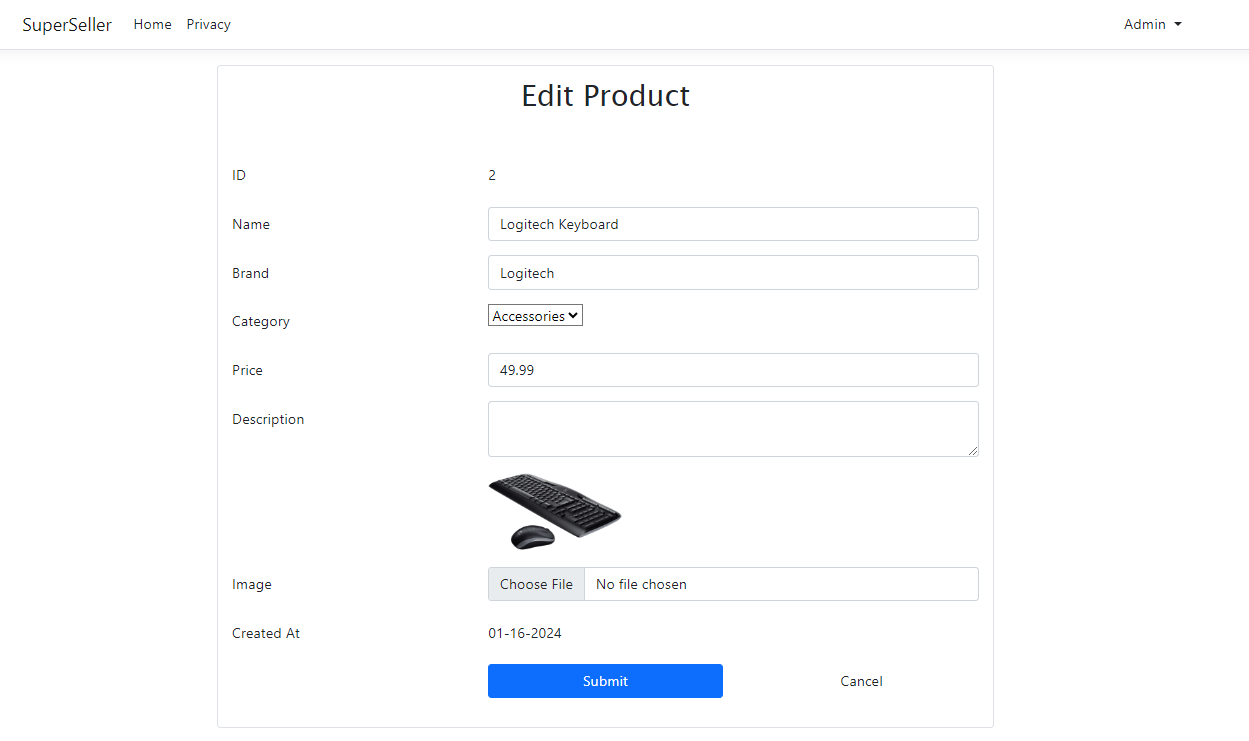 SuperSeller Home Privacy Admin
Edit Product
ID 2
Name Logitech Keyboard
Brand Logitech
Category Accessories
Price 49.99
Description
Image Choose File No file chosen
Created At 01-16-2024
Submit Cancel